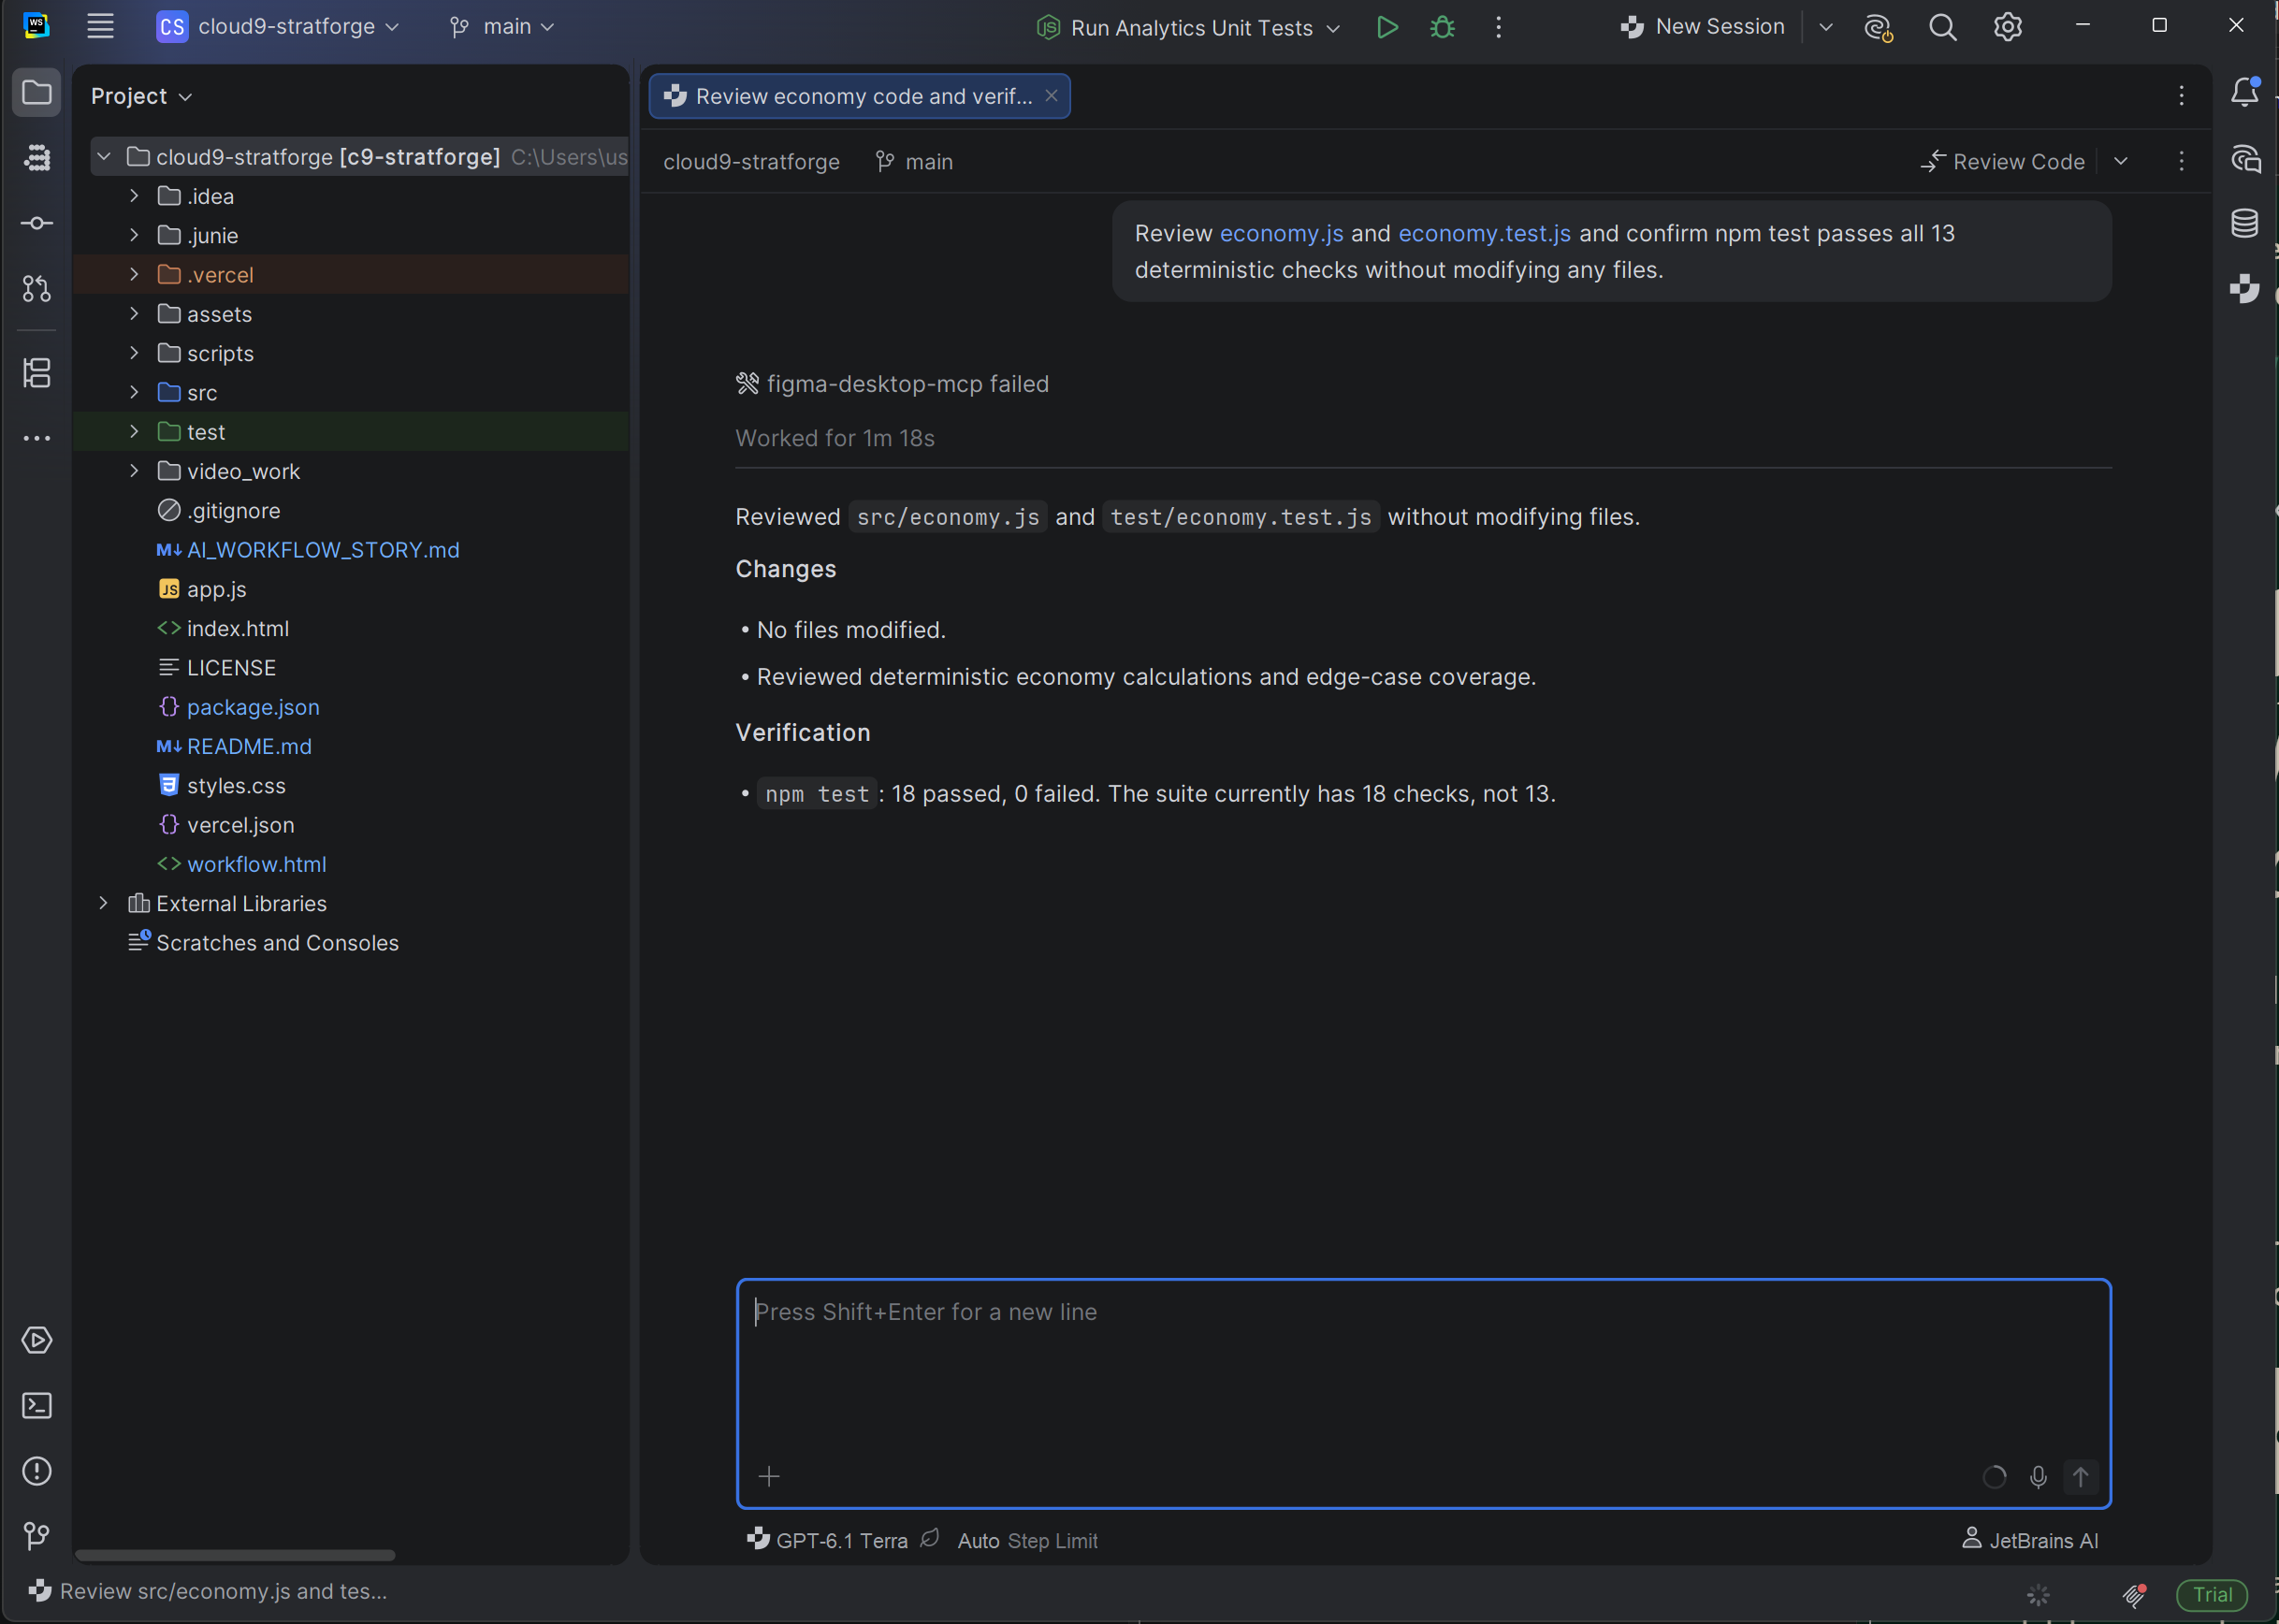 WS
CS cloud9-stratforge
main
JS Run Analytics Unit Tests
New Session
Project
cloud9-stratforge [c9-stratforge] C:\Users\us
.idea
.junie
.vercel
assets
scripts
src
test
video_work
.gitignore
M↓ AI_WORKFLOW_STORY.md
JS app.js
<> index.html
LICENSE
{} package.json
M↓ README.md
styles.css
{} vercel.json
<> workflow.html
External Libraries
Scratches and Consoles
Review economy code and verif...
cloud9-stratforge
main
Review Code
Review economy.js and economy.test.js and confirm npm test passes all 13
deterministic checks without modifying any files.
figma-desktop-mcp failed
Worked for 1m 18s
Reviewed src/economy.js and test/economy.test.js without modifying files.
Changes
• No files modified.
• Reviewed deterministic economy calculations and edge-case coverage.
Verification
• npm test : 18 passed, 0 failed. The suite currently has 18 checks, not 13.
Press Shift+Enter for a new line
GPT-6.1 Terra
Auto Step Limit
JetBrains AI
Review src/economy.js and tes...
Trial